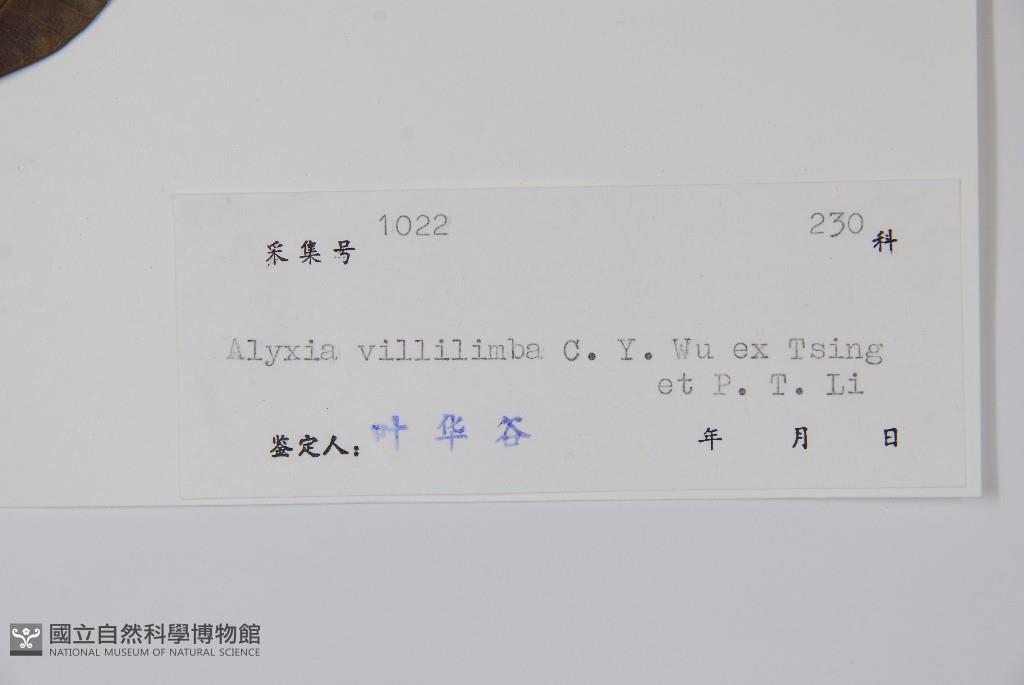 采集号 1022 230 科
Alyxia villilimba C. Y. Wu ex Tsing
et P. T. Li
鉴定人: 叶华谷 年 月 日
國立自然科學博物館
NATIONAL MUSEUM OF NATURAL SCIENCE